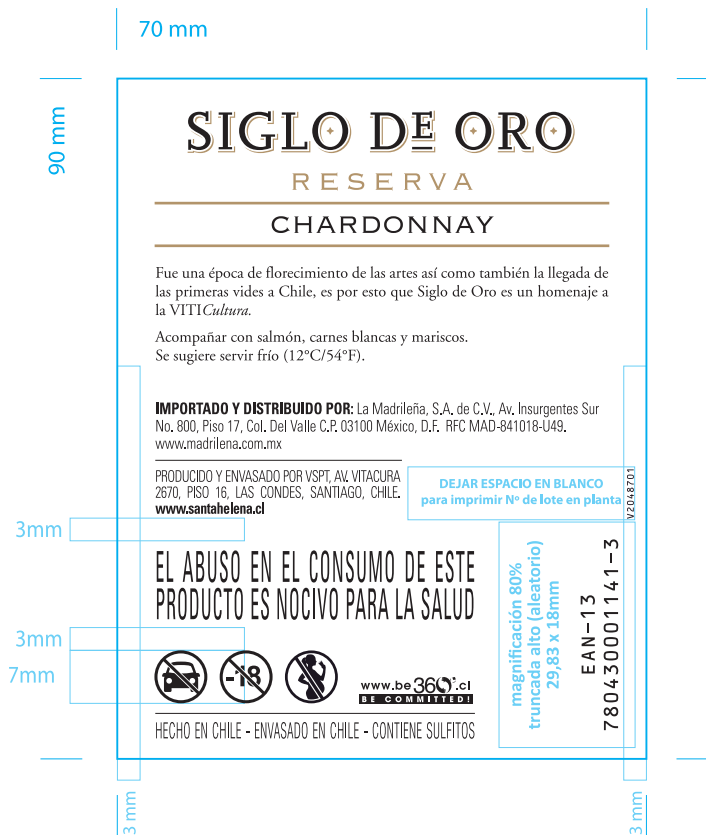 70 mm
90 mm
SIGLO DE ORO
RESERVA
CHARDONNAY
Fue una época de florecimiento de las artes así como también la llegada de
las primeras vides a Chile, es por esto que Siglo de Oro es un homenaje a
la VITICultura.
Acompañar con salmón, carnes blancas y mariscos.
Se sugiere servir frío (12°C/54°F).
IMPORTADO Y DISTRIBUIDO POR: La Madrileña, S.A. de C.V., Av. Insurgentes Sur
No. 800, Piso 17, Col. Del Valle C.P. 03100 México, D.F. RFC MAD-841018-U49.
www.madrilena.com.mx
PRODUCIDO Y ENVASADO POR VSPT, AV. VITACURA
2670, PISO 16, LAS CONDES, SANTIAGO, CHILE.
www.santahelena.cl
DEJAR ESPACIO EN BLANCO
para imprimir Nº de lote en planta
V2048701
3mm
EL ABUSO EN EL CONSUMO DE ESTE
PRODUCTO ES NOCIVO PARA LA SALUD
magnificación 80%
truncada alto (aleatorio)
29,83 x 18mm
EAN-13
7804300001141-3
3mm
7mm
-18
www.be360°.cl
BE COMMITTED!
HECHO EN CHILE - ENVASADO EN CHILE - CONTIENE SULFITOS
3 mm
3 mm